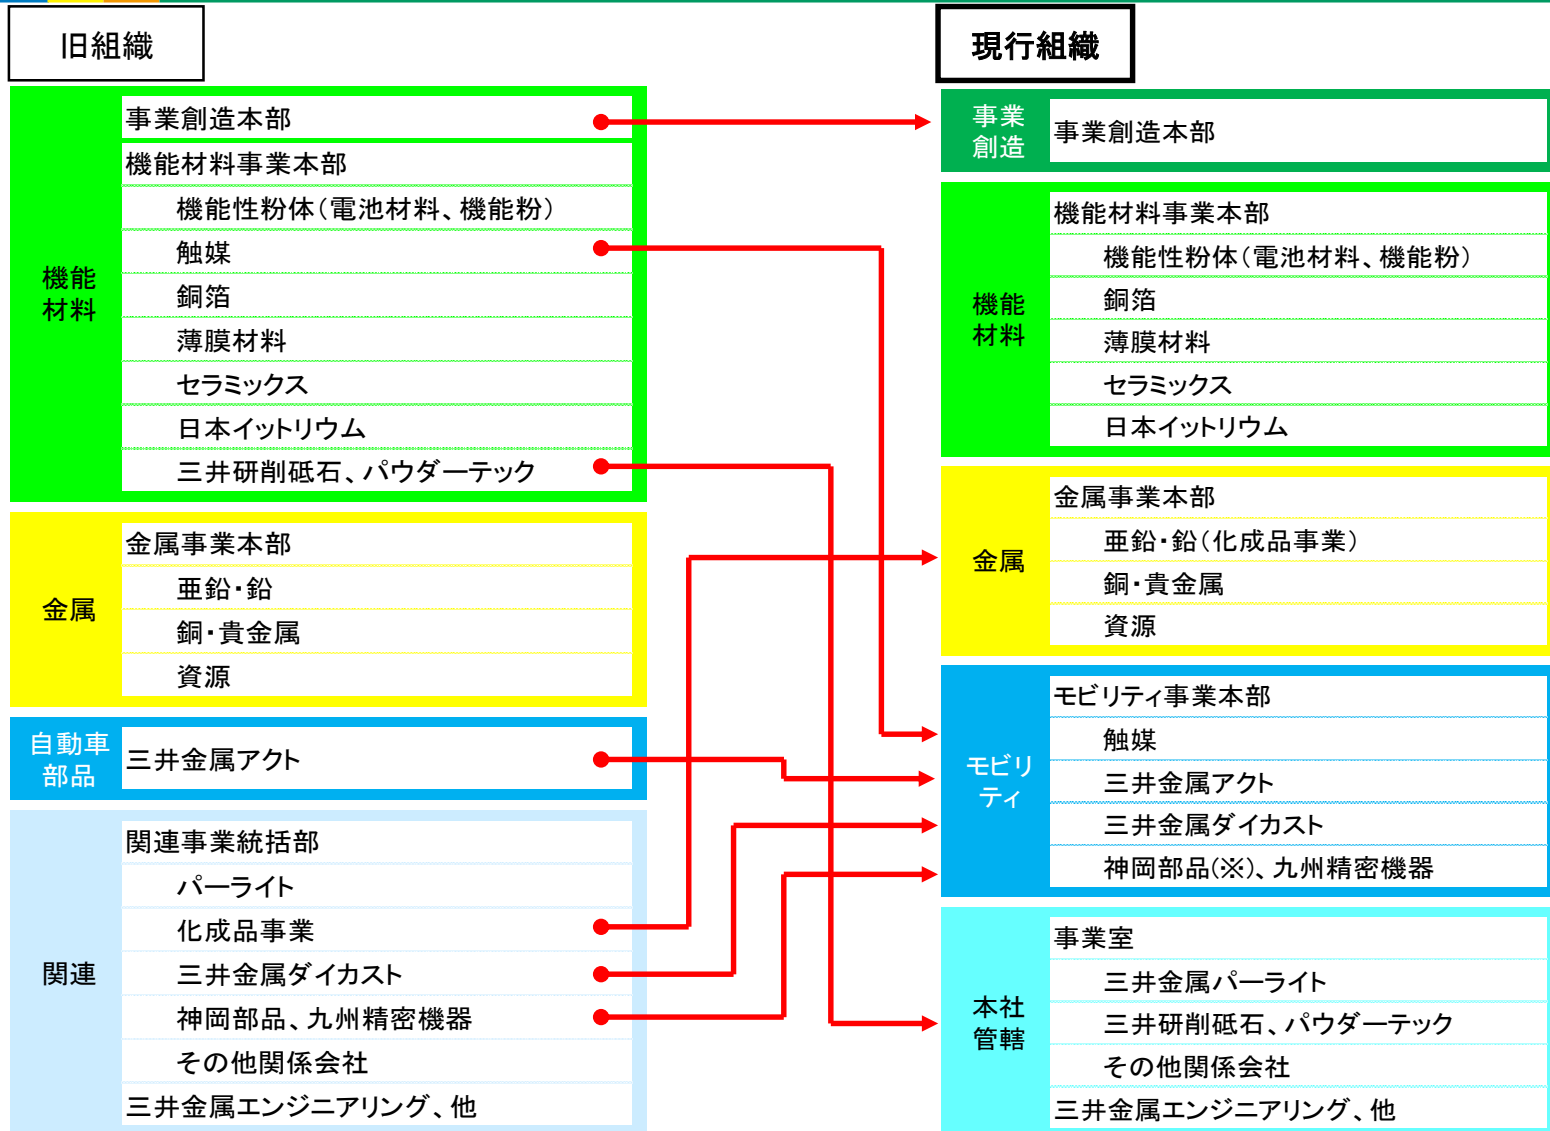 旧組織
機能
材料
事業創造本部
機能材料事業本部
機能性粉体（電池材料、機能粉）
触媒
銅箔
薄膜材料
セラミックス
日本イットリウム
三井研削砥石、パウダーテック
金属
金属事業本部
亜鉛・鉛
銅・貴金属
資源
自動車
部品
三井金属アクト
関連
関連事業統括部
パーライト
化成品事業
三井金属ダイカスト
神岡部品、九州精密機器
その他関係会社
三井金属エンジニアリング、他
現行組織
事業
創造
事業創造本部
機能
材料
機能材料事業本部
機能性粉体（電池材料、機能粉）
銅箔
薄膜材料
セラミックス
日本イットリウム
金属
金属事業本部
亜鉛・鉛（化成品事業）
銅・貴金属
資源
モビリ
ティ
モビリティ事業本部
触媒
三井金属アクト
三井金属ダイカスト
神岡部品(※)、九州精密機器
本社
管轄
事業室
三井金属パーライト
三井研削砥石、パウダーテック
その他関係会社
三井金属エンジニアリング、他